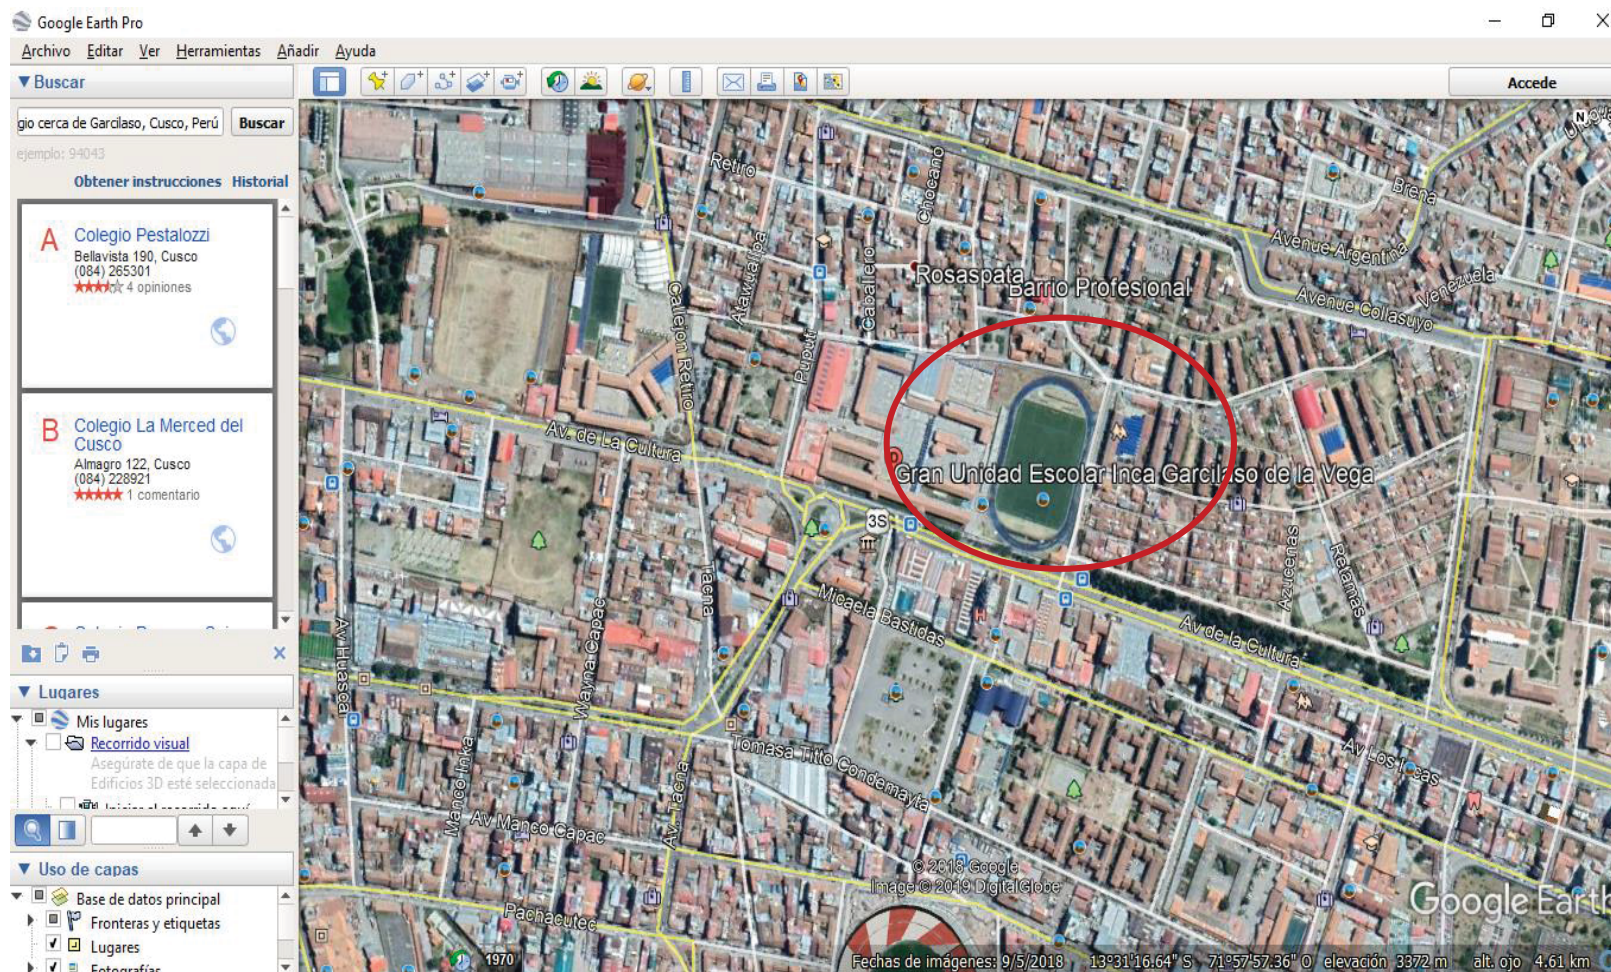 Google Earth Pro
Archivo Editar Ver Herramientas Añadir Ayuda
Buscar
Accede
gio cerca de Garcilaso, Cusco, Perú Buscar
ejemplo: 94043
Obtener instrucciones Historial
A Colegio Pestalozzi
Bellavista 190, Cusco
(084) 265301
4 opiniones
B Colegio La Merced del
Cusco
Almagro 122, Cusco
(084) 228921
1 comentario
Lugares
Mis lugares
Recorrido visual
Asegúrate de que la capa de
Edificios 3D esté seleccionada
Uso de capas
Base de datos principal
Fronteras y etiquetas
Lugares
Fotografías
N
Retiro
Chocano
Brena
Avenue Argentina
Atawuallpa
Caballero
Rosaspata
Barrio Profesional
Venezuela
Avenue Collasuyo
Callejon Retiro
Puputi
Av. de La Cultura
Gran Unidad Escolar Inca Garcilaso de la Vega
3S
Azucenas
Retamas
Tacna
Micaela Bastidas
Wayna Capac
Av Huascar
H
Av de la Cultura
Tomasa Titto Condemayta
Av Los Incas
Manco Inka
Av Manco Capac
Av. Tacna
Pachacutec
© 2018 Google
Image © 2019 DigitalGlobe
Google Earth
1970
Fechas de imágenes: 9/5/2018 13°31'16.64" S 71°57'57.36" O elevación 3372 m alt. ojo 4.61 km